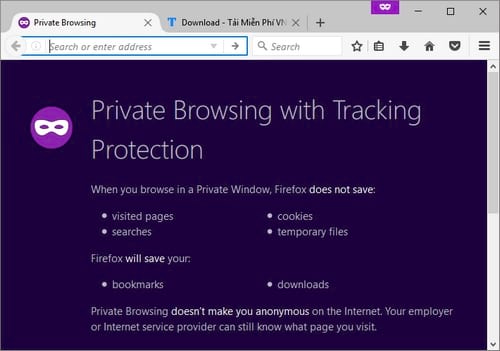 Private Browsing
Download - Tải Miễn Phí VN
Search or enter address
Search
Private Browsing with Tracking
Protection
When you browse in a Private Window, Firefox does not save:
visited pages
cookies
searches
temporary files
Firefox will save your:
bookmarks
downloads
Private Browsing doesn't make you anonymous on the Internet. Your employer
or Internet service provider can still know what page you visit.